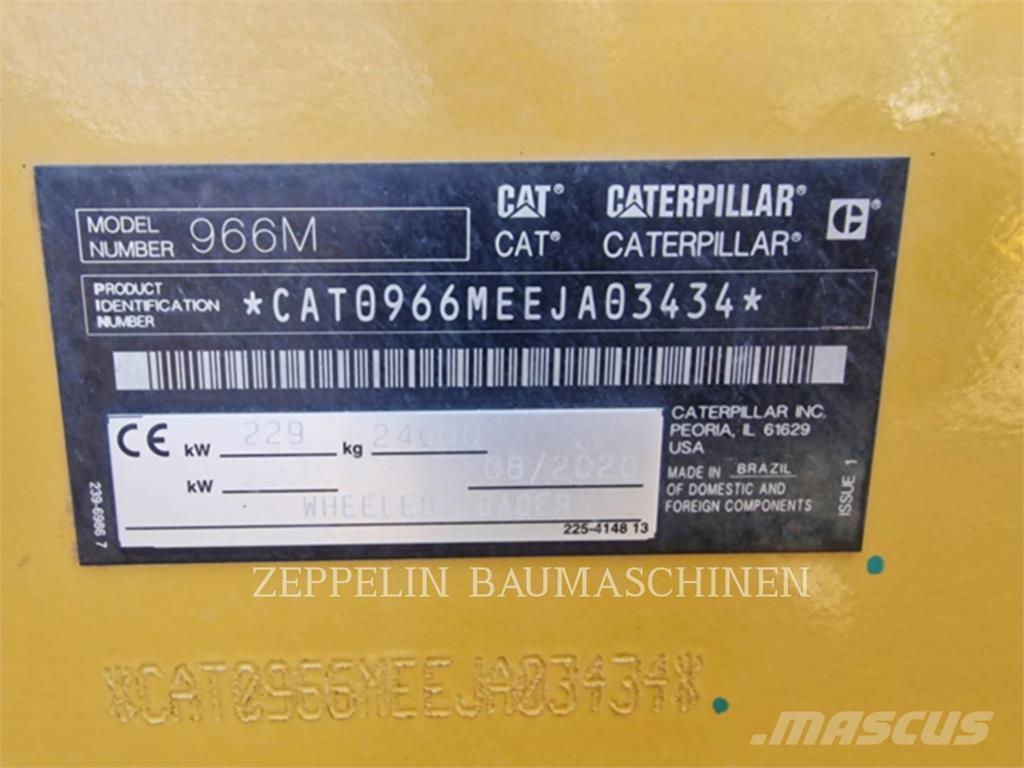 CAT® CATERPILLAR®
CAT® CATERPILLAR®
MODEL
NUMBER 966M
PRODUCT
IDENTIFICATION
NUMBER *CAT0966MEEJA03434*
CE kW 229 kg 24000
kW 08/2020
WHEELED LOADER
225-4148 13
239-6986 7
CATERPILLAR INC.
PEORIA, IL 61629
USA
MADE IN BRAZIL
OF DOMESTIC AND
FOREIGN COMPONENTS
ISSUE 1
ZEPPELIN BAUMASCHINEN
*CAT0966MEEJA03434*
MASCUS